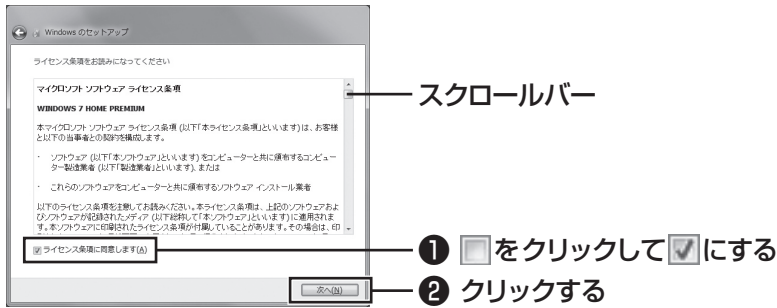 Windows のセットアップ
ライセンス条項をお読みになってください
マイクロソフト ソフトウェア ライセンス条項
WINDOWS 7 HOME PREMIUM
本マイクロソフト ソフトウェア ライセンス条項 (以下「本ライセンス条項」といいます) は、お客様
と以下の当事者との契約を構成します。
· ソフトウェア (以下「本ソフトウェア」といいます) をコンピューターと共に頒布するコンピュー
ター製造業者 (以下「製造業者」といいます)、または
· これらのソフトウェアをコンピューターと共に頒布するソフトウェア インストール業者
以下のライセンス条項を注意してお読みください。本ライセンス条項は、上記のソフトウェアおよ
びソフトウェアが記録されたメディア (以下総称して「本ソフトウェア」といいます) に適用されま
す。本ソフトウェアに印刷されたライセンス条項が付属していることがあります。その場合は、印
ライセンス条項に同意します(A)
次へ(N)
スクロールバー
❶ をクリックして にする
❷ クリックする